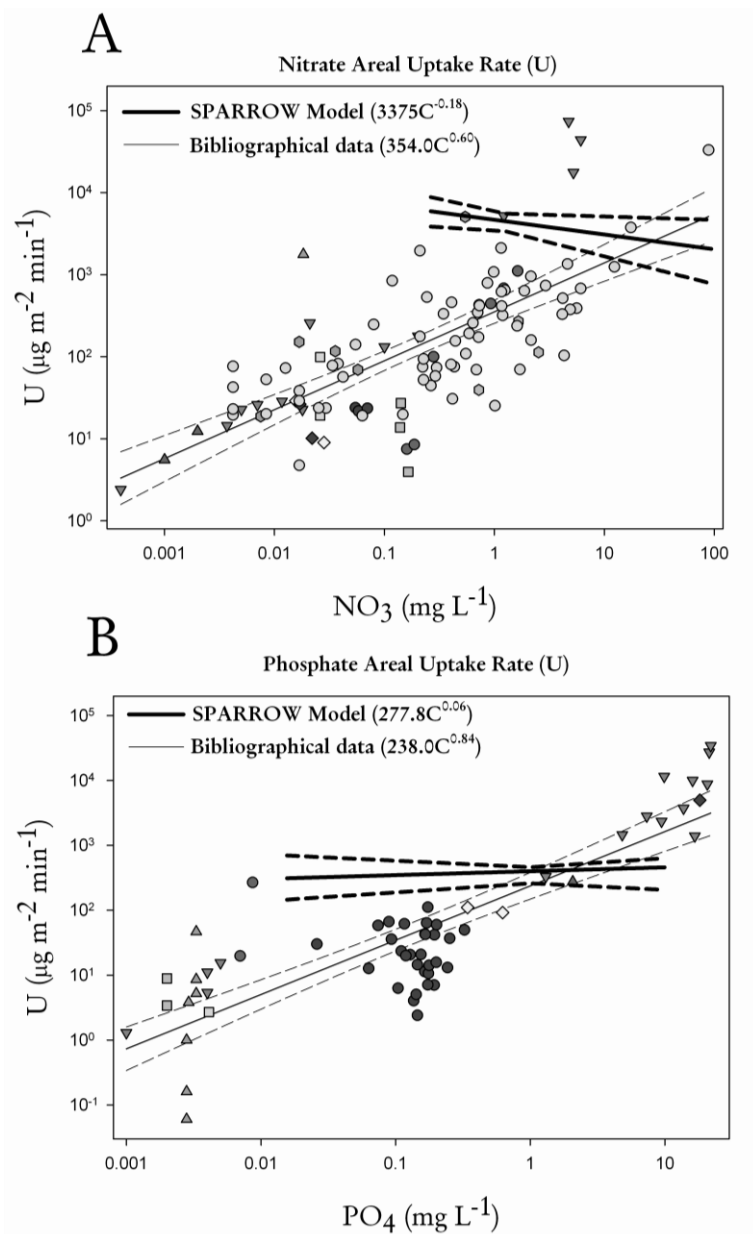 A
Nitrate Areal Uptake Rate (U)
SPARROW Model (3375C^-0.18)
Bibliographical data (354.0C^0.60)
10^5
10^4
10^3
10^2
10^1
10^0
U (µg m^-2 min^-1)
0.001 0.01 0.1 1 10 100
NO3 (mg L^-1)
B
Phosphate Areal Uptake Rate (U)
SPARROW Model (277.8C^0.06)
Bibliographical data (238.0C^0.84)
10^5
10^4
10^3
10^2
10^1
10^0
10^-1
U (µg m^-2 min^-1)
0.001 0.01 0.1 1 10
PO4 (mg L^-1)